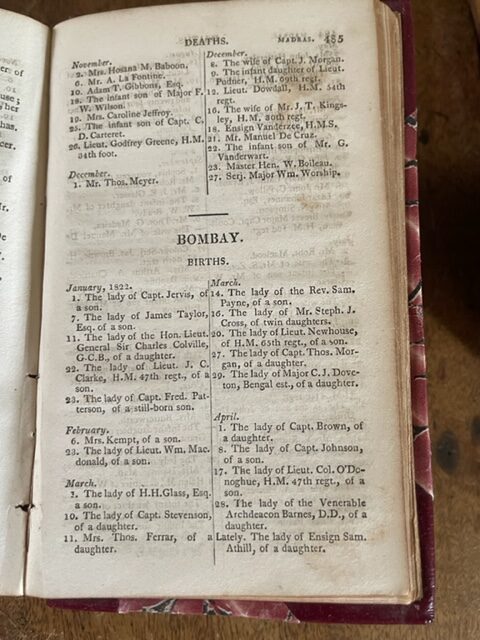 DEATHS. MADRAS. 485
November.
2. Mrs. Hosana M. Baboon.
6. Mr. A. La Fontine.
10. Adam T. Gibbons, Esq.
18. The infant son of Major F.
W. Wilson.
19. Mrs. Caroline Jeffroy.
25. The infant son of Capt. C.
D. Carteret.
26. Lieut. Godfrey Greene, H.M.
34th foot.
December.
1. Mr. Thos. Meyer.
December.
8. The wife of Capt. J. Morgan.
9. The infant daughter of Lieut.
Pudner, H.M. 69th regt.
12. Lieut. Dowdall, H.M. 54th
regt.
16. The wife of Mr. J. T. Kings-
ley, H.M. 30th regt.
18. Ensign Vanderzee, H.M.S.
21. Mr. Manuel De Cruz.
22. The infant son of Mr. G.
Vanderwart.
23. Master Hen. W. Boileau.
27. Serj. Major Wm. Worship.
BOMBAY.
BIRTHS.
January, 1822.
1. The lady of Capt. Jervis, of
a son.
7. The lady of James Taylor,
Esq. of a son.
11. The lady of the Hon. Lieut.
General Sir Charles Colville,
G.C.B., of a daughter.
22. The lady of Lieut. J. C.
Clarke, H.M. 47th regt., of a
son.
23. The lady of Capt. Fred. Pat-
terson, of a still-born son.
February.
6. Mrs. Kempt, of a son.
23. The lady of Lieut. Wm. Mac.
donald, of a son.
March.
The lady of H.H.Glass, Esq.
a son.
10. The lady of Capt. Stevenson,
of a daughter.
11. Mrs. Thos. Ferrar, of a
daughter.
March.
14. The lady of the Rev. Sam.
Payne, of a son.
16. The lady of Mr. Steph. J.
Cross, of twin daughters.
20. The lady of Lieut. Newhouse,
of H.M. 65th regt., of a son.
27. The lady of Capt. Thos. Mor-
gan, of a daughter.
29. The lady of Major C.J. Dove-
ton, Bengal est., of a daughter.
April.
1. The lady of Capt. Brown, of
a daughter.
8. The lady of Capt. Johnson,
of a son.
17. The lady of Lieut. Col. O'Do-
noghue, H.M. 47th regt., of a
son.
28. The lady of the Venerable
Archdeacon Barnes, D.D., of a
daughter.
Lately. The lady of Ensign Sam.
Athill, of a daughter.